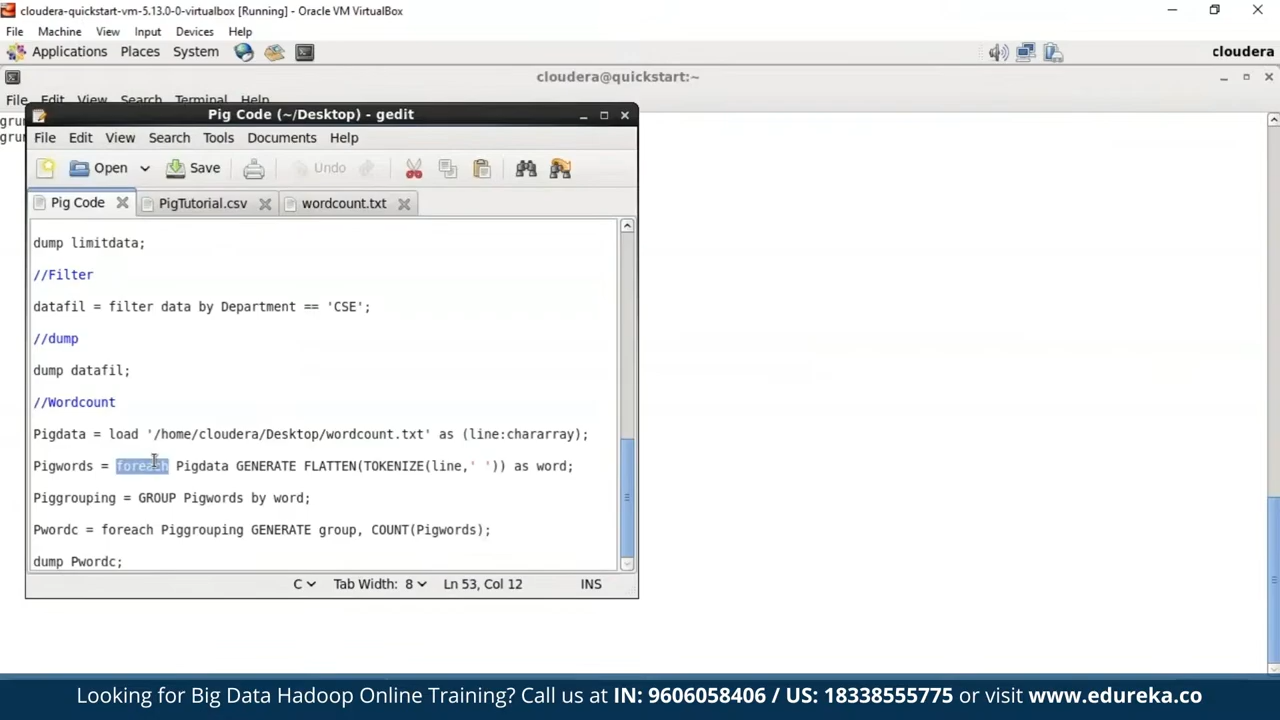 cloudera-quickstart-vm-5.13.0-0-virtualbox [Running] - Oracle VM VirtualBox
File Machine View Input Devices Help
Applications Places System cloudera
cloudera@quickstart:~
File Edit View Search Terminal Help
gru
gru
Pig Code (~/Desktop) - gedit
File Edit View Search Tools Documents Help
Open Save Undo
Pig Code PigTutorial.csv wordcount.txt
dump limitdata;
//Filter
datafil = filter data by Department == 'CSE';
//dump
dump datafil;
//Wordcount
Pigdata = load '/home/cloudera/Desktop/wordcount.txt' as (line:chararray);
Pigwords = foreach Pigdata GENERATE FLATTEN(TOKENIZE(line,' ')) as word;
Piggrouping = GROUP Pigwords by word;
Pwordc = foreach Piggrouping GENERATE group, COUNT(Pigwords);
dump Pwordc;
C Tab Width: 8 Ln 53, Col 12 INS
Looking for Big Data Hadoop Online Training? Call us at IN: 9606058406 / US: 18338555775 or visit www.edureka.co